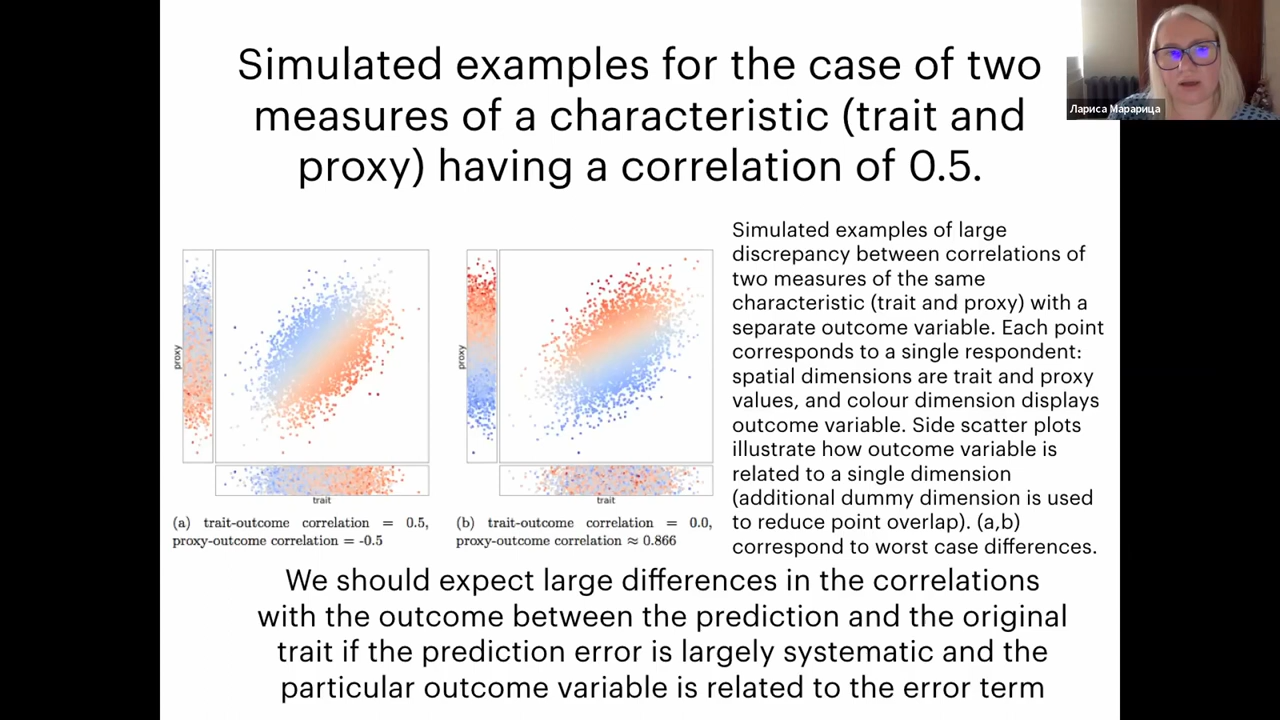 Simulated examples for the case of two
measures of a characteristic (trait and
proxy) having a correlation of 0.5.
Лариса Марарица
proxy
trait
(a) trait-outcome correlation = 0.5,
proxy-outcome correlation = -0.5
proxy
trait
(b) trait-outcome correlation = 0.0,
proxy-outcome correlation ≈ 0.866
Simulated examples of large
discrepancy between correlations of
two measures of the same
characteristic (trait and proxy) with a
separate outcome variable. Each point
corresponds to a single respondent:
spatial dimensions are trait and proxy
values, and colour dimension displays
outcome variable. Side scatter plots
illustrate how outcome variable is
related to a single dimension
(additional dummy dimension is used
to reduce point overlap). (a,b)
correspond to worst case differences.
We should expect large differences in the correlations
with the outcome between the prediction and the original
trait if the prediction error is largely systematic and the
particular outcome variable is related to the error term